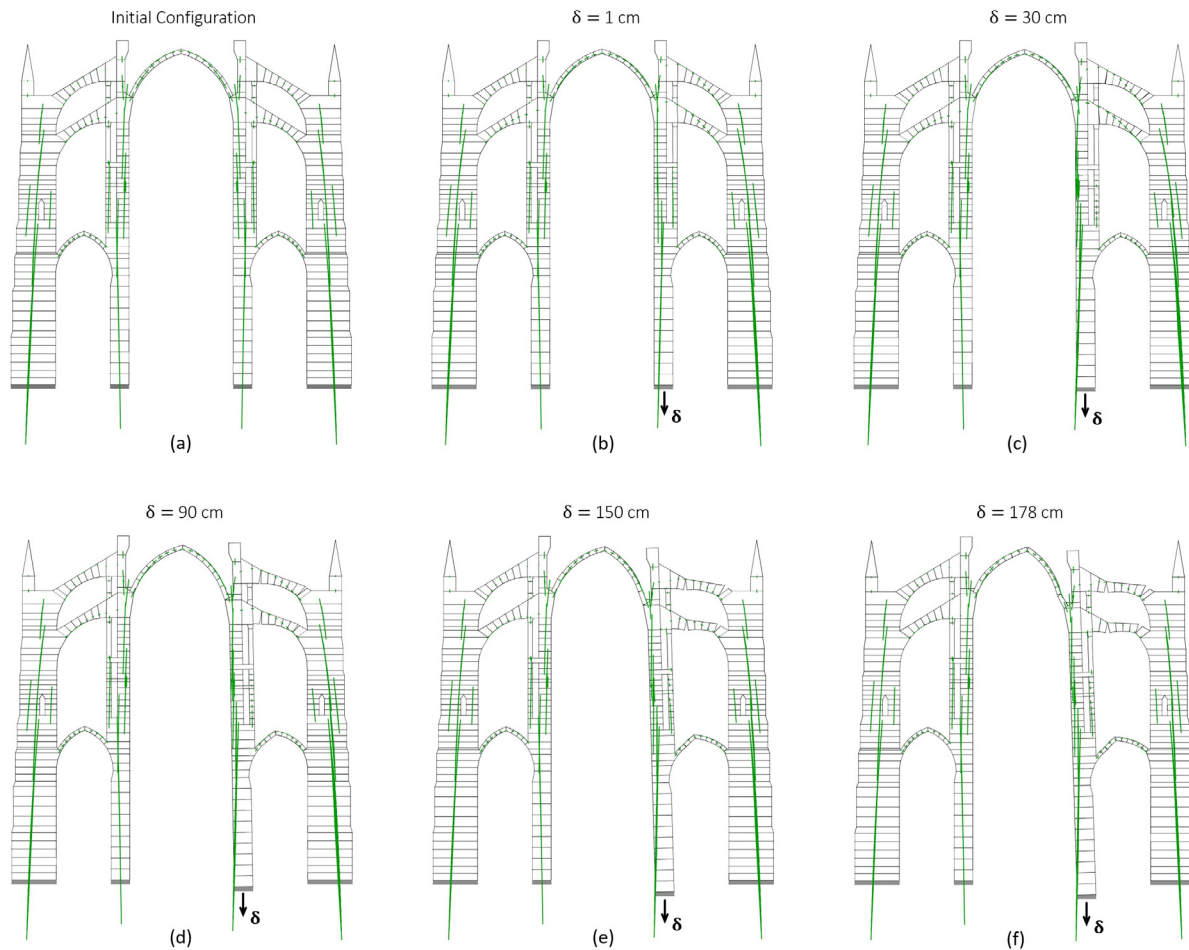 Initial Configuration
δ = 1 cm
δ = 30 cm
δ
δ
(a)
(b)
(c)
δ = 90 cm
δ = 150 cm
δ = 178 cm
δ
δ
δ
(d)
(e)
(f)